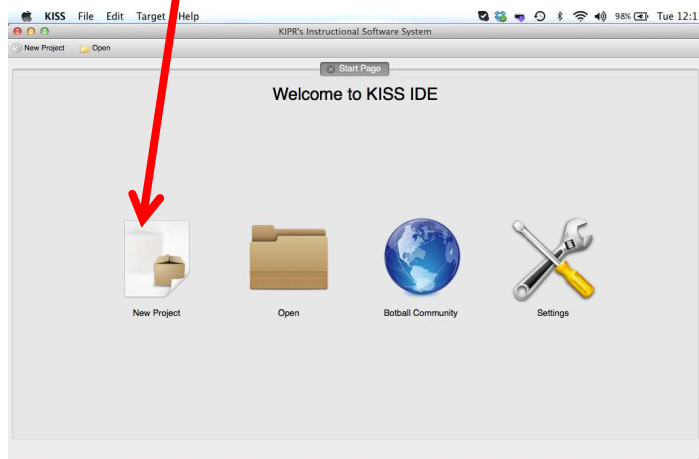 KISS File Edit Target Help 98% Tue 12:1
KIPR's Instructional Software System
New Project Open
Start Page
Welcome to KISS IDE
New Project Open Botball Community Settings